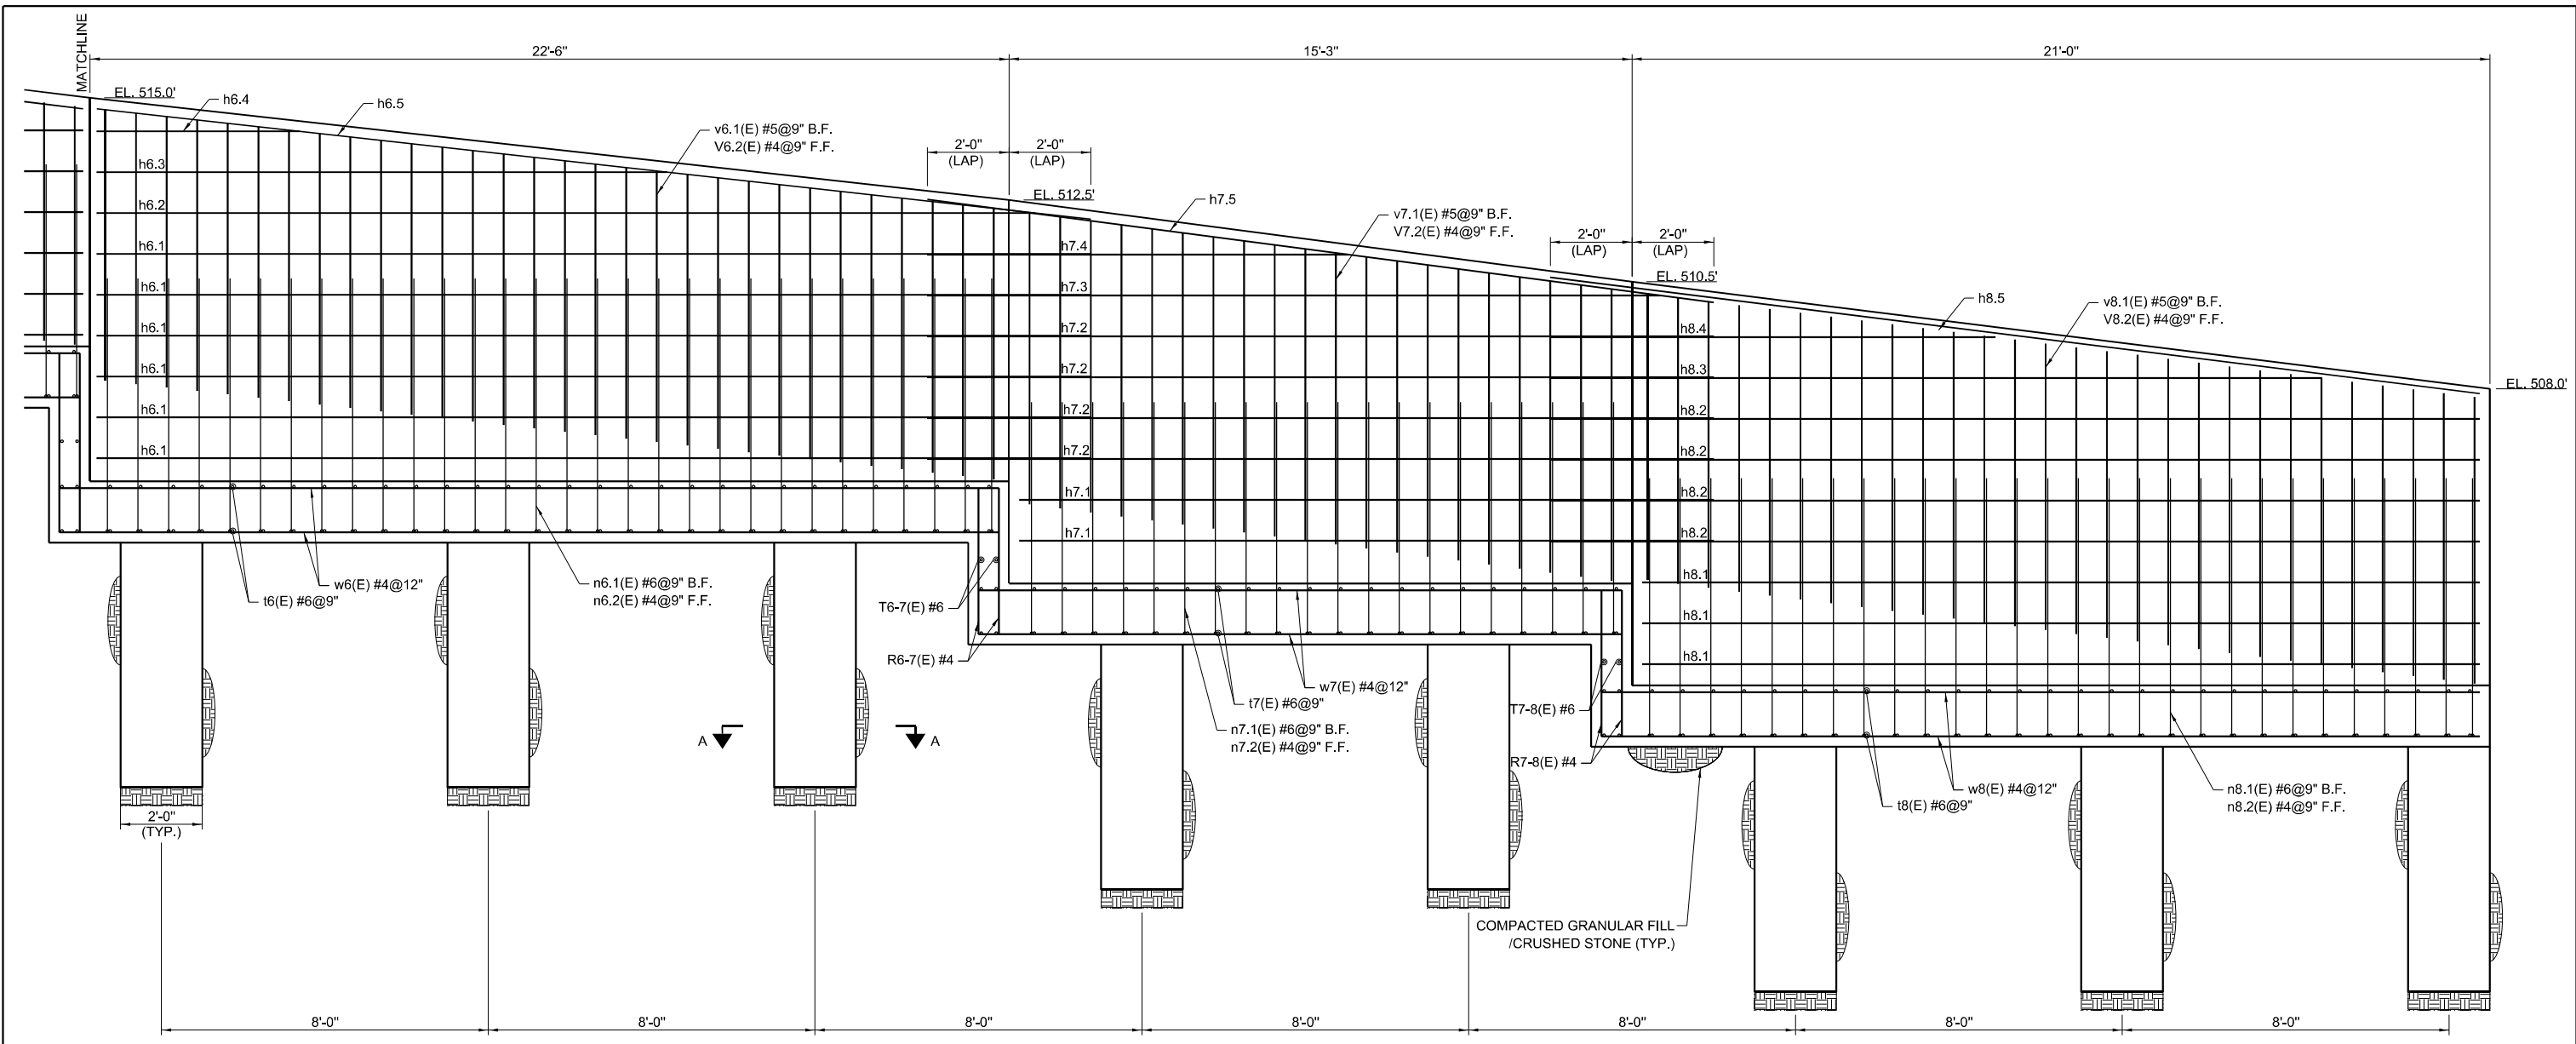 MATCHLINE
22'-6"
15'-3"
21'-0"
EL. 515.0'
h6.4
h6.5
v6.1(E) #5@9" B.F.
V6.2(E) #4@9" F.F.
2'-0"
(LAP)
2'-0"
(LAP)
EL. 512.5'
h7.5
v7.1(E) #5@9" B.F.
V7.2(E) #4@9" F.F.
2'-0"
(LAP)
2'-0"
(LAP)
EL. 510.5'
h8.5
v8.1(E) #5@9" B.F.
V8.2(E) #4@9" F.F.
EL. 508.0'
h6.3
h6.2
h6.1
h6.1
h6.1
h6.1
h6.1
h6.1
h7.4
h7.3
h7.2
h7.2
h7.2
h7.2
h7.1
h7.1
h8.4
h8.3
h8.2
h8.2
h8.2
h8.2
h8.1
h8.1
h8.1
w6(E) #4@12"
t6(E) #6@9"
n6.1(E) #6@9" B.F.
n6.2(E) #4@9" F.F.
T6-7(E) #6
R6-7(E) #4
w7(E) #4@12"
t7(E) #6@9"
n7.1(E) #6@9" B.F.
n7.2(E) #4@9" F.F.
T7-8(E) #6
R7-8(E) #4
w8(E) #4@12"
t8(E) #6@9"
n8.1(E) #6@9" B.F.
n8.2(E) #4@9" F.F.
A
A
2'-0"
(TYP.)
COMPACTED GRANULAR FILL
/CRUSHED STONE (TYP.)
8'-0"
8'-0"
8'-0"
8'-0"
8'-0"
8'-0"
8'-0"